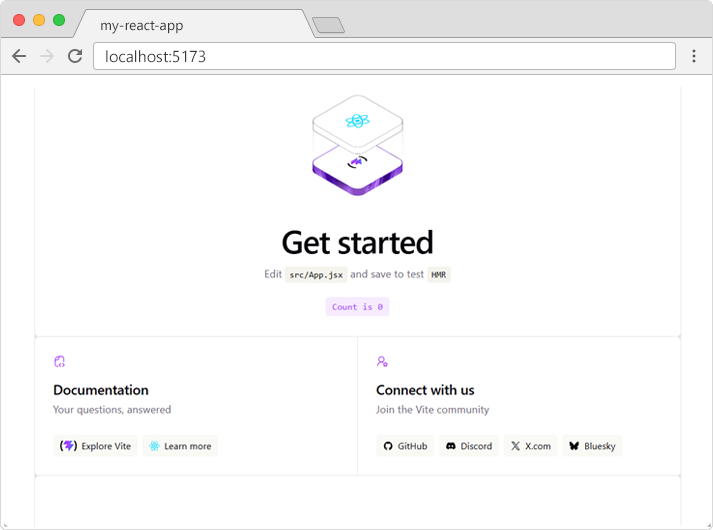 my-react-app
localhost:5173
Get started
Edit src/App.jsx and save to test HMR
Count is 0
Documentation
Your questions, answered
Explore Vite Learn more
Connect with us
Join the Vite community
GitHub Discord X.com Bluesky